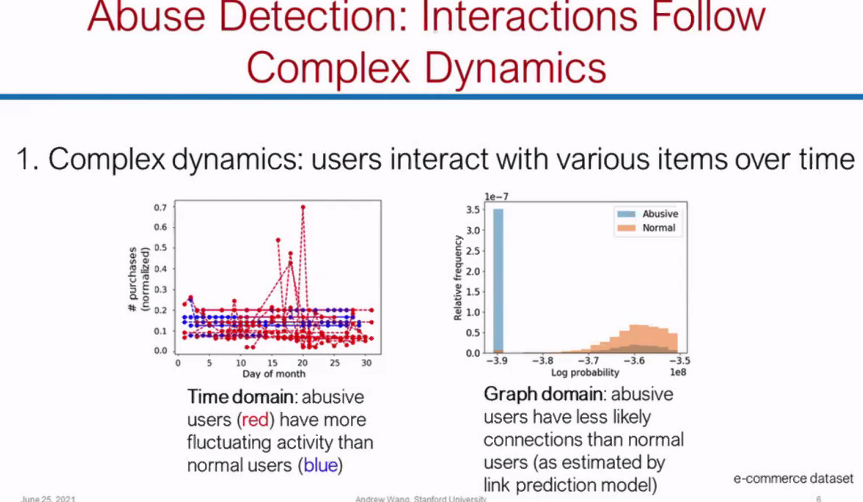 Abuse Detection: Interactions Follow
Complex Dynamics
1. Complex dynamics: users interact with various items over time
# purchases
(normalized)
0.7
0.6
0.5
0.4
0.3
0.2
0.1
0.0
0 5 10 15 20 25 30
Day of month
Time domain: abusive
users (red) have more
fluctuating activity than
normal users (blue)
1e−7
Relative frequency
3.5
3.0
2.5
2.0
1.5
1.0
0.5
0.0
Abusive
Normal
−3.9 −3.8 −3.7 −3.6 −3.5
Log probability 1e8
Graph domain: abusive
users have less likely
connections than normal
users (as estimated by
link prediction model)
e-commerce dataset
June 25, 2021 Andrew Wang, Stanford University 6